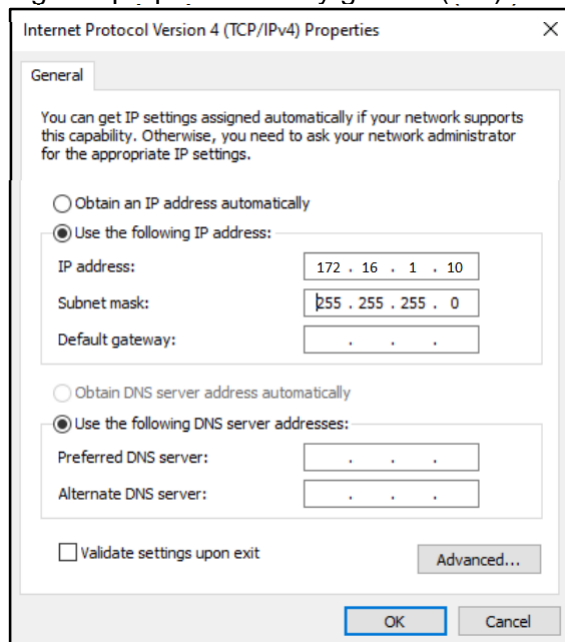 Internet Protocol Version 4 (TCP/IPv4) Properties
General
You can get IP settings assigned automatically if your network supports
this capability. Otherwise, you need to ask your network administrator
for the appropriate IP settings.
Obtain an IP address automatically
Use the following IP address:
IP address: 172 . 16 . 1 . 10
Subnet mask: 255 . 255 . 255 . 0
Default gateway: . . .
Obtain DNS server address automatically
Use the following DNS server addresses:
Preferred DNS server: . . .
Alternate DNS server: . . .
Validate settings upon exit
Advanced...
OK Cancel